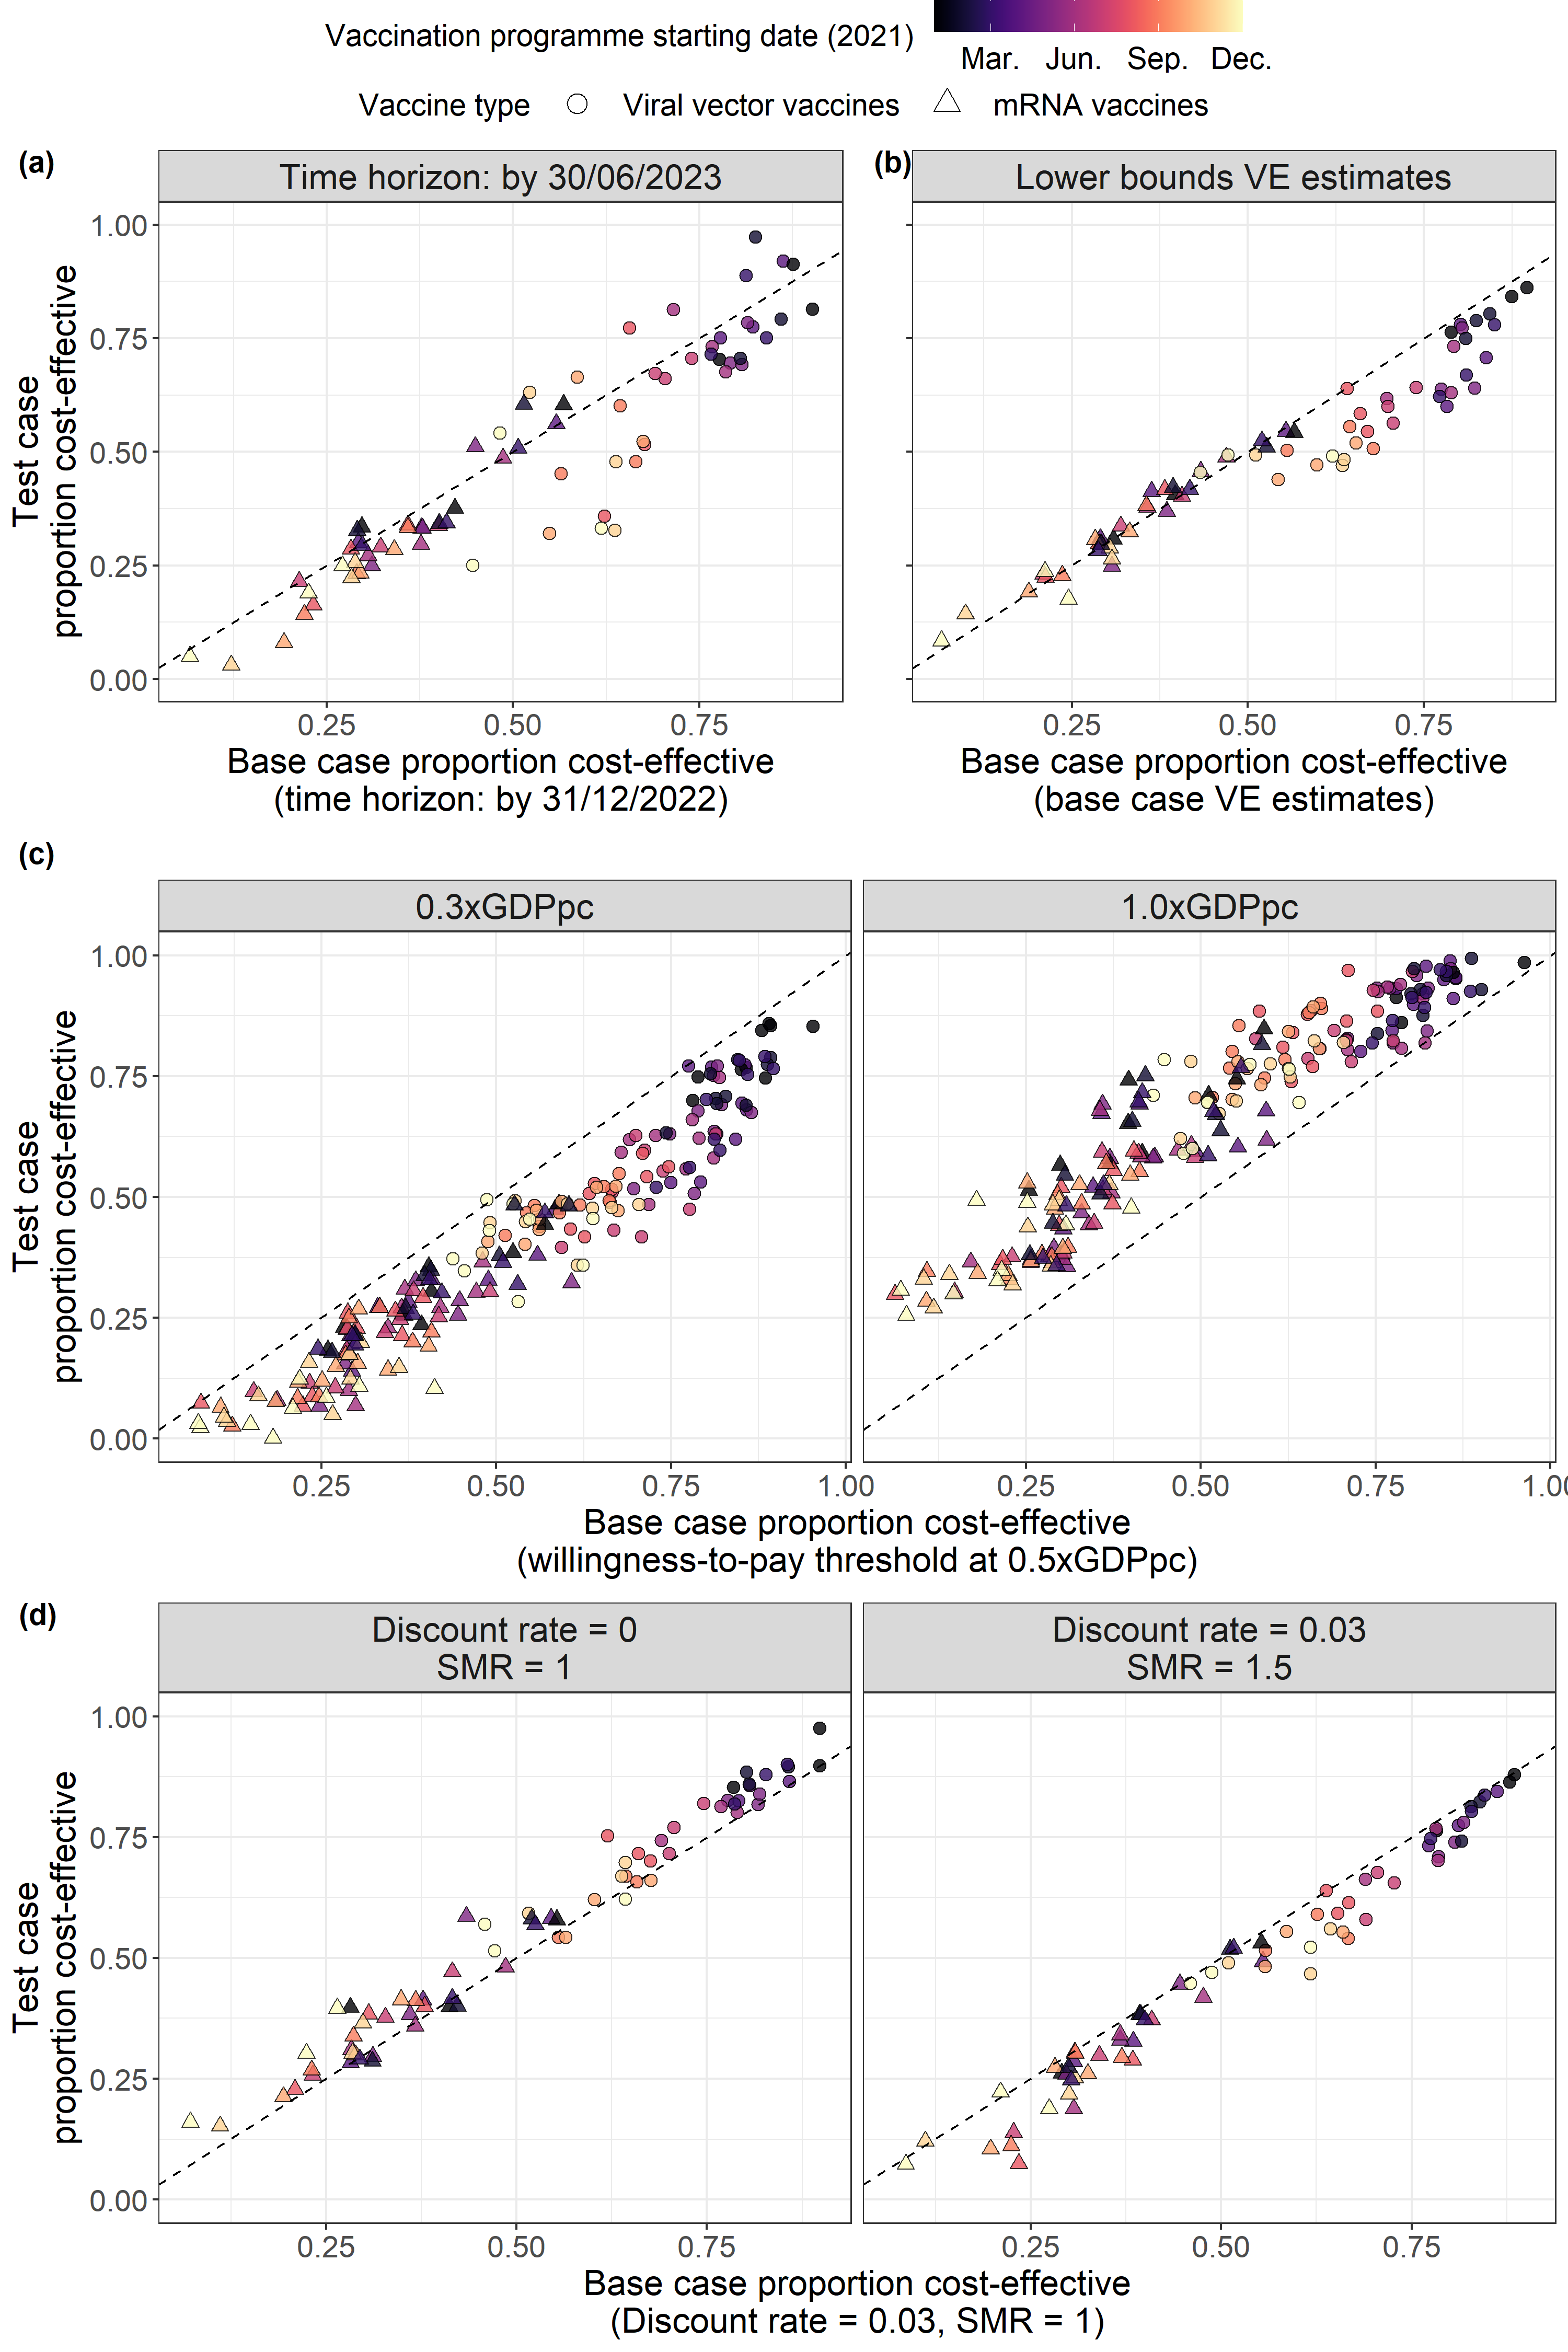 Vaccination programme starting date (2021)
Mar. Jun. Sep. Dec.
Vaccine type Viral vector vaccines mRNA vaccines
(a)
Time horizon: by 30/06/2023
(b)
Lower bounds VE estimates
Test case
proportion cost-effective
1.00
0.75
0.50
0.25
0.00
0.25 0.50 0.75
0.25 0.50 0.75
Base case proportion cost-effective
(time horizon: by 31/12/2022)
Base case proportion cost-effective
(base case VE estimates)
(c)
0.3xGDPpc
1.0xGDPpc
Test case
proportion cost-effective
1.00
0.75
0.50
0.25
0.00
0.25 0.50 0.75 1.00
0.25 0.50 0.75 1.00
Base case proportion cost-effective
(willingness-to-pay threshold at 0.5xGDPpc)
(d)
Discount rate = 0
SMR = 1
Discount rate = 0.03
SMR = 1.5
Test case
proportion cost-effective
1.00
0.75
0.50
0.25
0.00
0.25 0.50 0.75
0.25 0.50 0.75
Base case proportion cost-effective
(Discount rate = 0.03, SMR = 1)